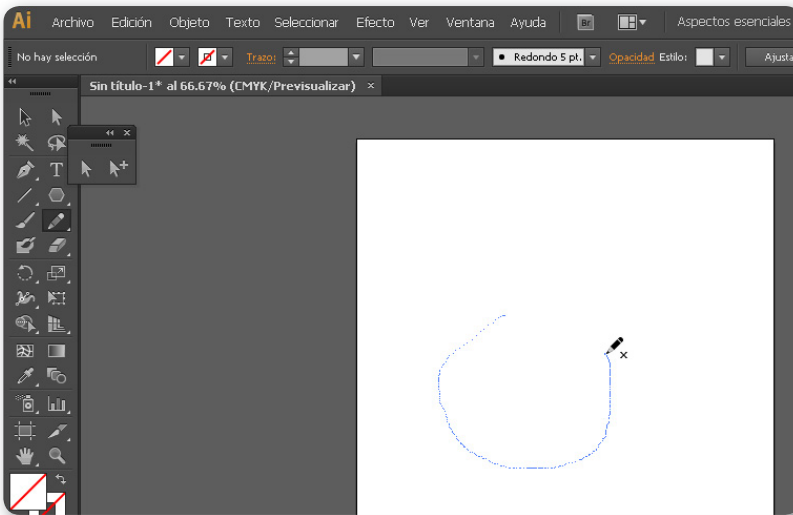 Ai Archivo Edición Objeto Texto Seleccionar Efecto Ver Ventana Ayuda Br Aspectos esenciales
No hay selección Trazo: Redondo 5 pt. Opacidad Estilo: Ajusta
Sin título-1* al 66.67% (CMYK/Previsualizar) ×
T